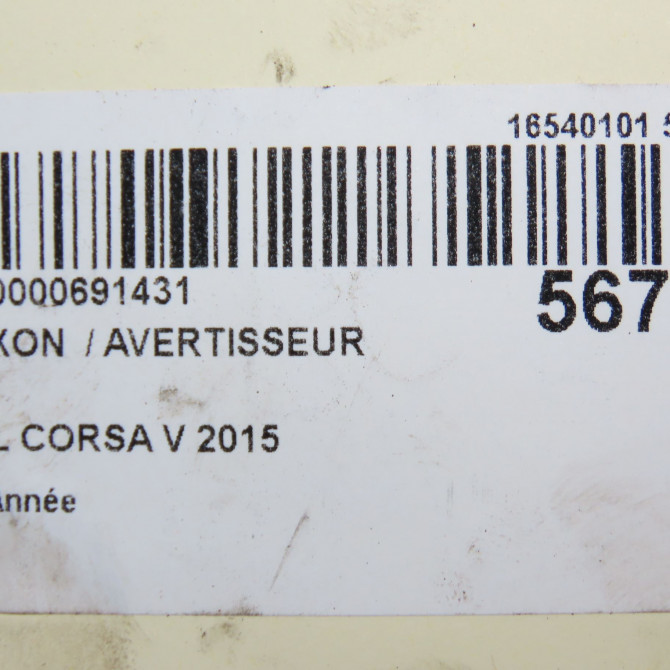 16540101 5
0000691431
567
XON / AVERTISSEUR
L CORSA V 2015
Année